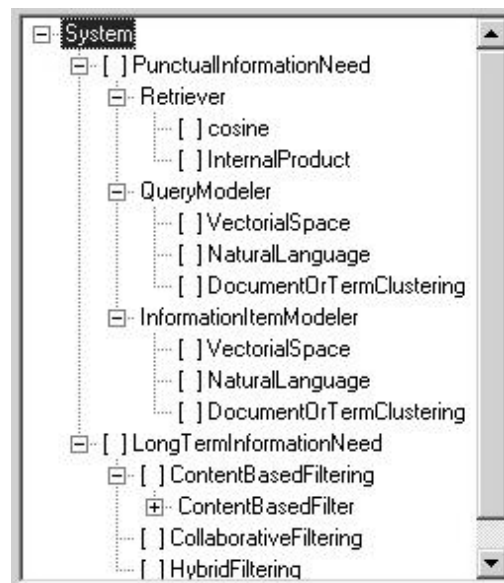 System
[ ] PunctualInformationNeed
Retriever
[ ] cosine
[ ] InternalProduct
QueryModeler
[ ] VectorialSpace
[ ] NaturalLanguage
[ ] DocumentOrTermClustering
InformationItemModeler
[ ] VectorialSpace
[ ] NaturalLanguage
[ ] DocumentOrTermClustering
[ ] LongTermInformationNeed
[ ] ContentBasedFiltering
ContentBasedFilter
[ ] CollaborativeFiltering
[ ] HybridFiltering